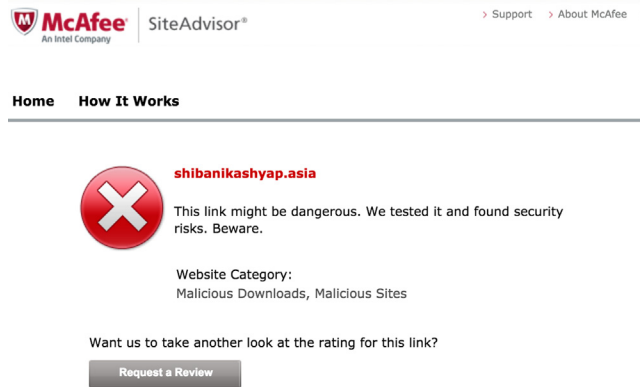 McAfee SiteAdvisor®
An Intel Company
> Support > About McAfee
Home How It Works
shibanikashyap.asia
This link might be dangerous. We tested it and found security
risks. Beware.
Website Category:
Malicious Downloads, Malicious Sites
Want us to take another look at the rating for this link?
Request a Review